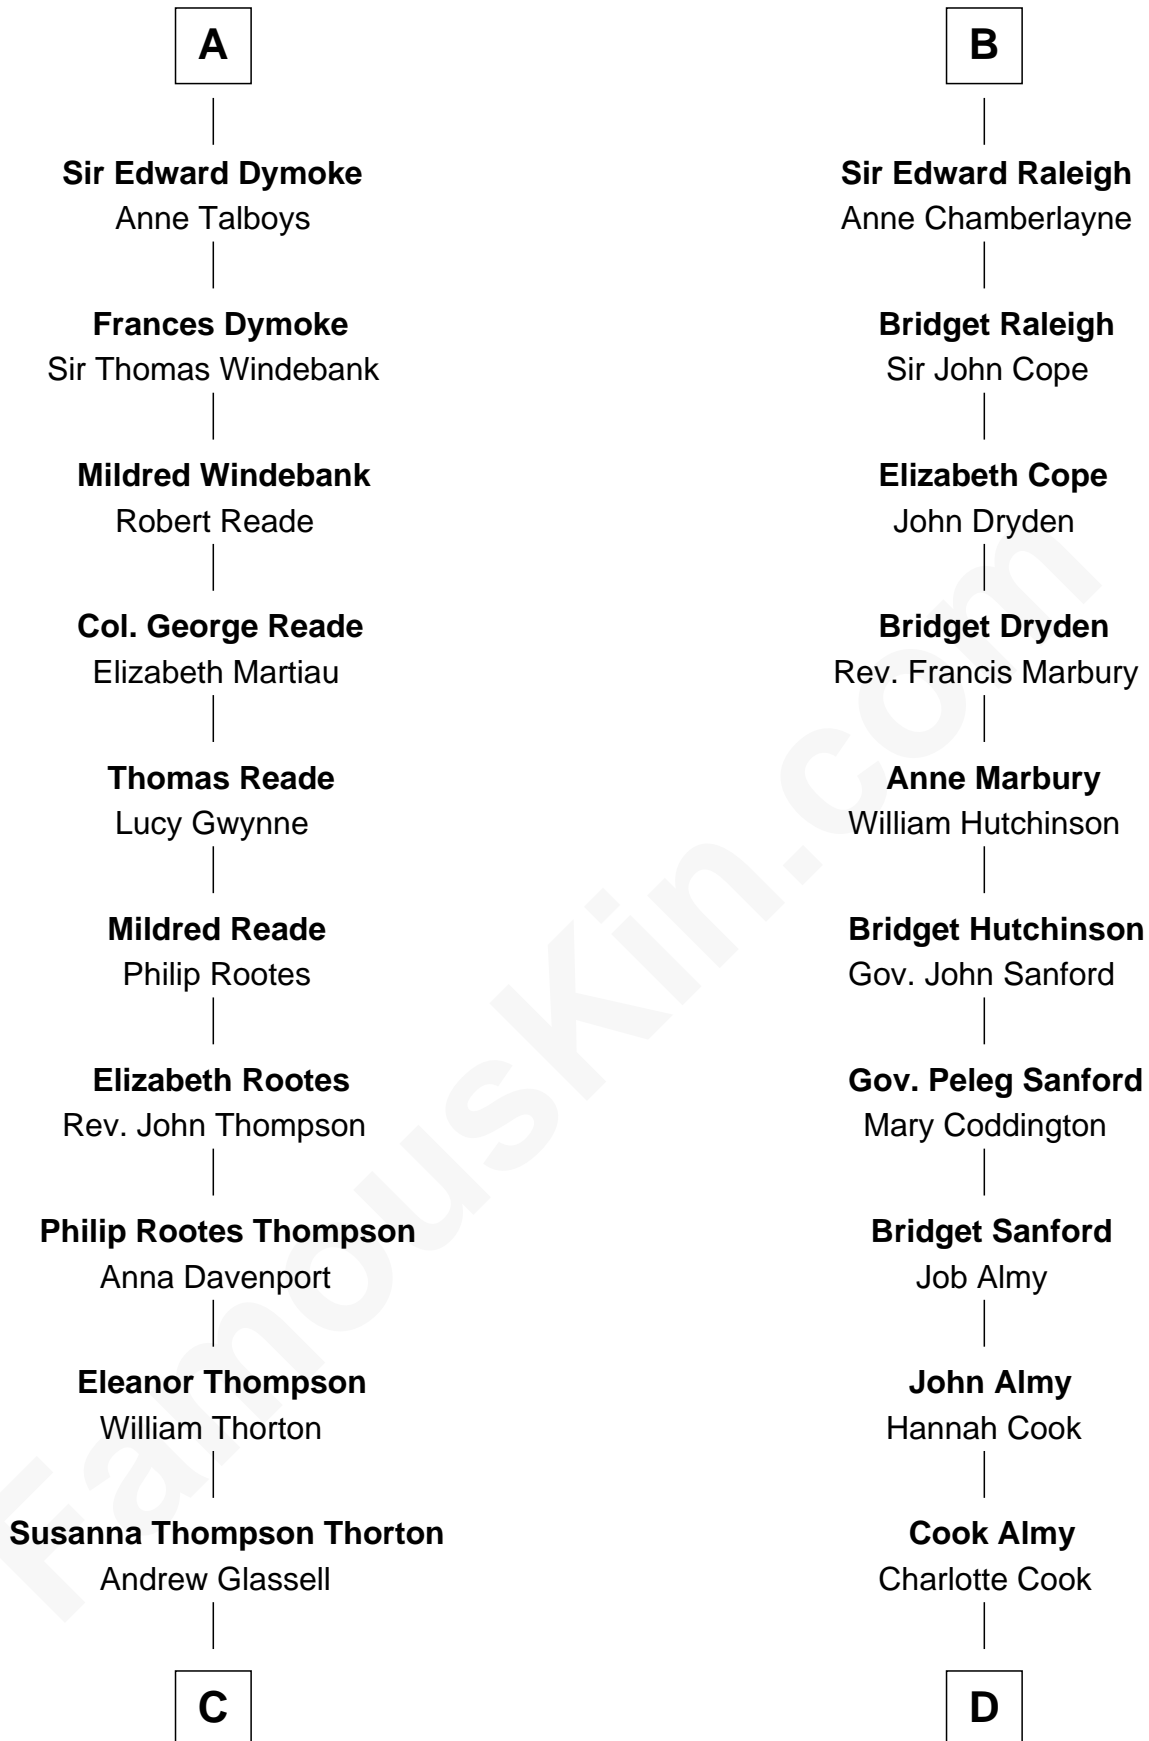 A
Sir Edward Dymoke
Anne Talboys
Frances Dymoke
Sir Thomas Windebank
Mildred Windebank
Robert Reade
Col. George Reade
Elizabeth Martiau
Thomas Reade
Lucy Gwynne
Mildred Reade
Philip Rootes
Elizabeth Rootes
Rev. John Thompson
Philip Rootes Thompson
Anna Davenport
Eleanor Thompson
William Thorton
Susanna Thompson Thorton
Andrew Glassell
C
B
Sir Edward Raleigh
Anne Chamberlayne
Bridget Raleigh
Sir John Cope
Elizabeth Cope
John Dryden
Bridget Dryden
Rev. Francis Marbury
Anne Marbury
William Hutchinson
Bridget Hutchinson
Gov. John Sanford
Gov. Peleg Sanford
Mary Coddington
Bridget Sanford
Job Almy
John Almy
Hannah Cook
Cook Almy
Charlotte Cook
D
FamousKin.com